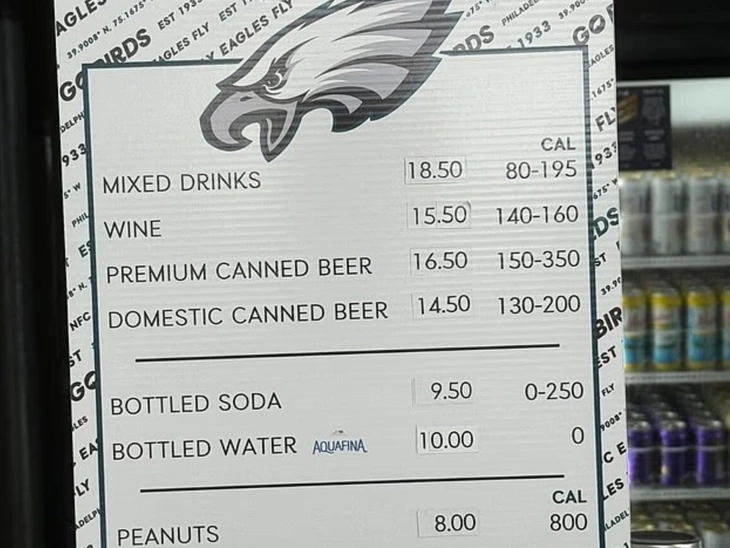 CAL
MIXED DRINKS 18.50 80-195
WINE 15.50 140-160
PREMIUM CANNED BEER 16.50 150-350
DOMESTIC CANNED BEER 14.50 130-200
BOTTLED SODA 9.50 0-250
BOTTLED WATER AQUAFINA 10.00 0
CAL
PEANUTS 8.00 800